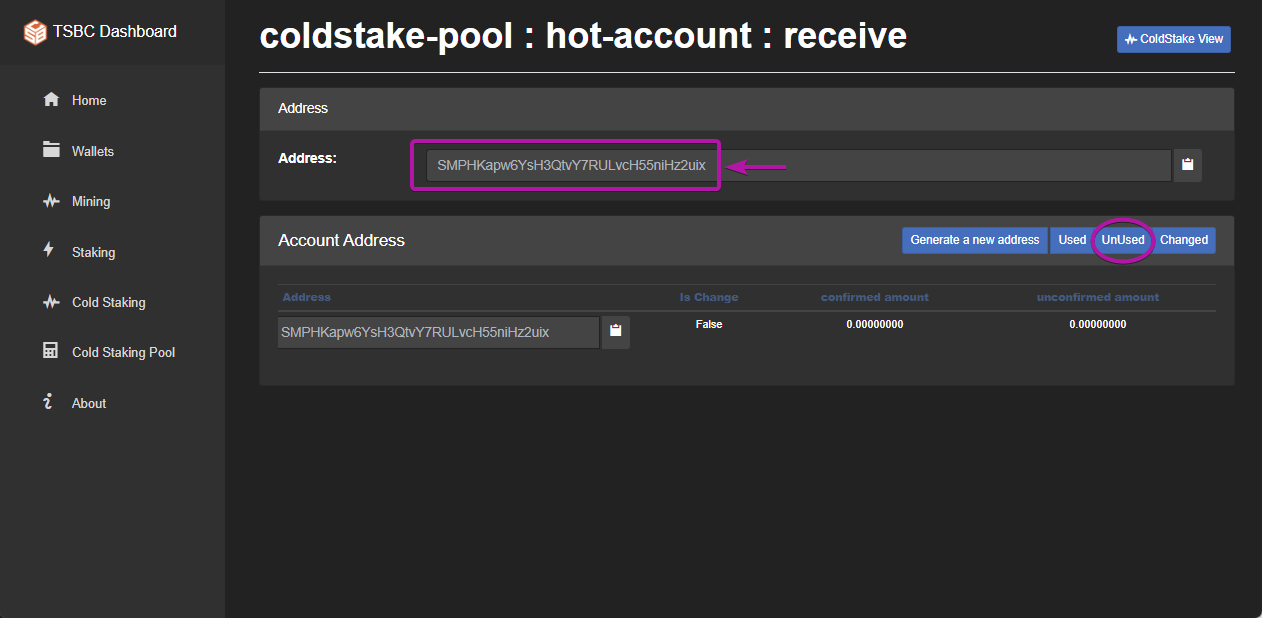 TSBC Dashboard
Home
Wallets
Mining
Staking
Cold Staking
Cold Staking Pool
About
coldstake-pool : hot-account : receive
ColdStake View
Address
Address:
SMPHKapw6YsH3QtvY7RULvcH55niHz2uix
Account Address
Generate a new address
Used
UnUsed
Changed
Address Is Change confirmed amount unconfirmed amount
SMPHKapw6YsH3QtvY7RULvcH55niHz2uix False 0.00000000 0.00000000